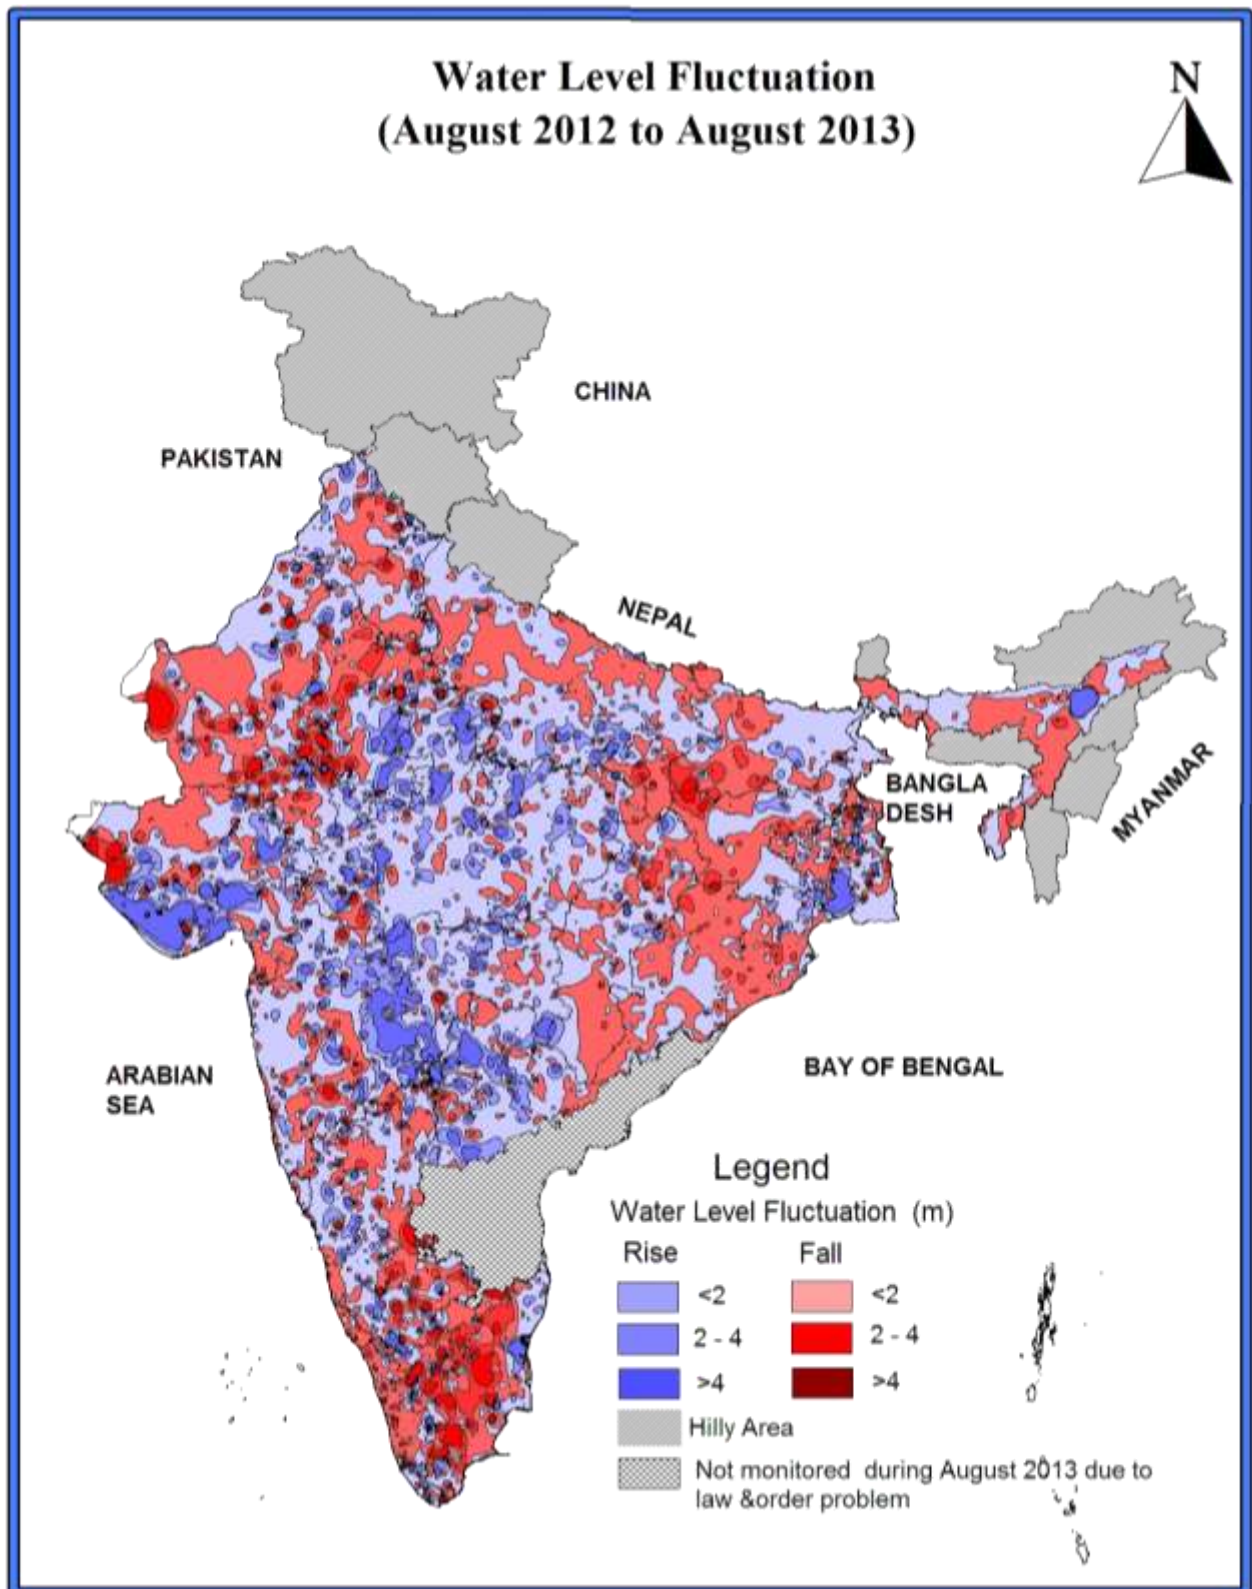 Water Level Fluctuation
(August 2012 to August 2013)
N
CHINA
PAKISTAN
NEPAL
BANGLA
DESH
MYANMAR
ARABIAN
SEA
BAY OF BENGAL
Legend
Water Level Fluctuation (m)
Rise Fall
<2 <2
2 - 4 2 - 4
>4 >4
Hilly Area
Not monitored during August 2013 due to
law &order problem